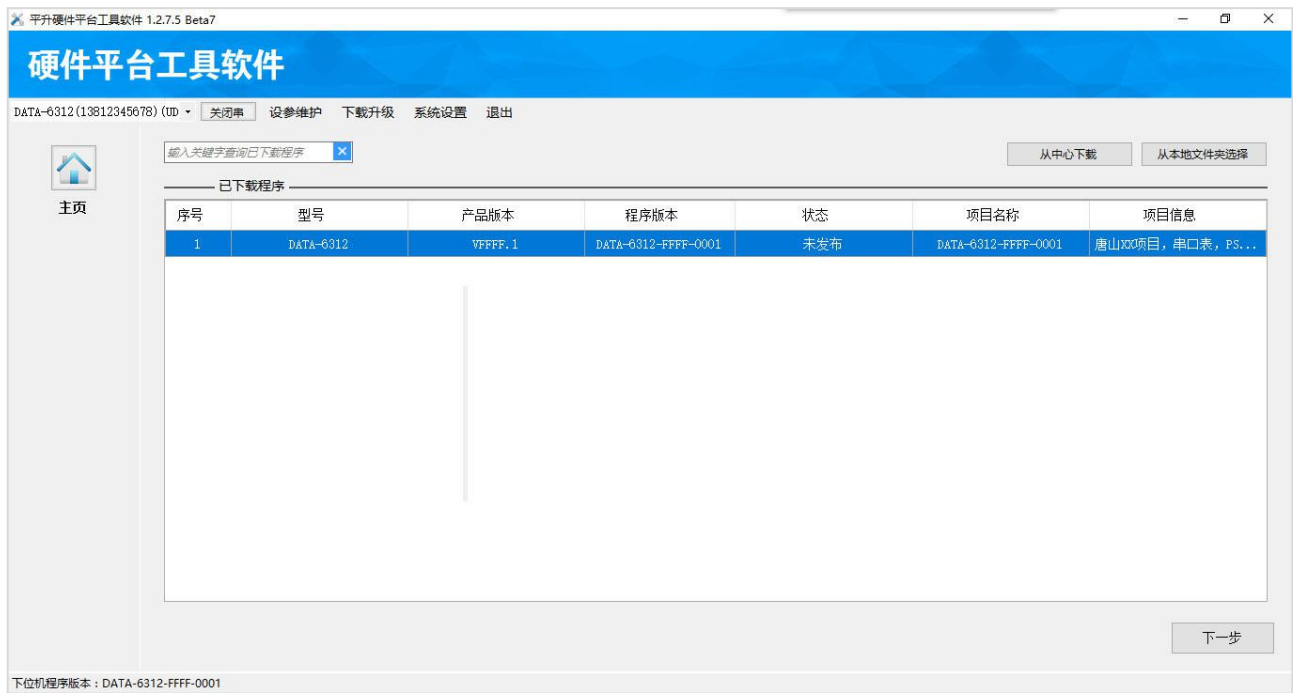 平升硬件平台工具软件 1.2.7.5 Beta7
硬件平台工具软件
DATA-6312(13812345678)(UD 关闭串 设参维护 下载升级 系统设置 退出
输入关键字查询已下载程序 从中心下载 从本地文件夹选择
主页
已下载程序
序号 型号 产品版本 程序版本 状态 项目名称 项目信息
1 DATA-6312 VFFFF.1 DATA-6312-FFFF-0001 未发布 DATA-6312-FFFF-0001 唐山XX项目，串口表，PS...
下一步
下位机程序版本：DATA-6312-FFFF-0001